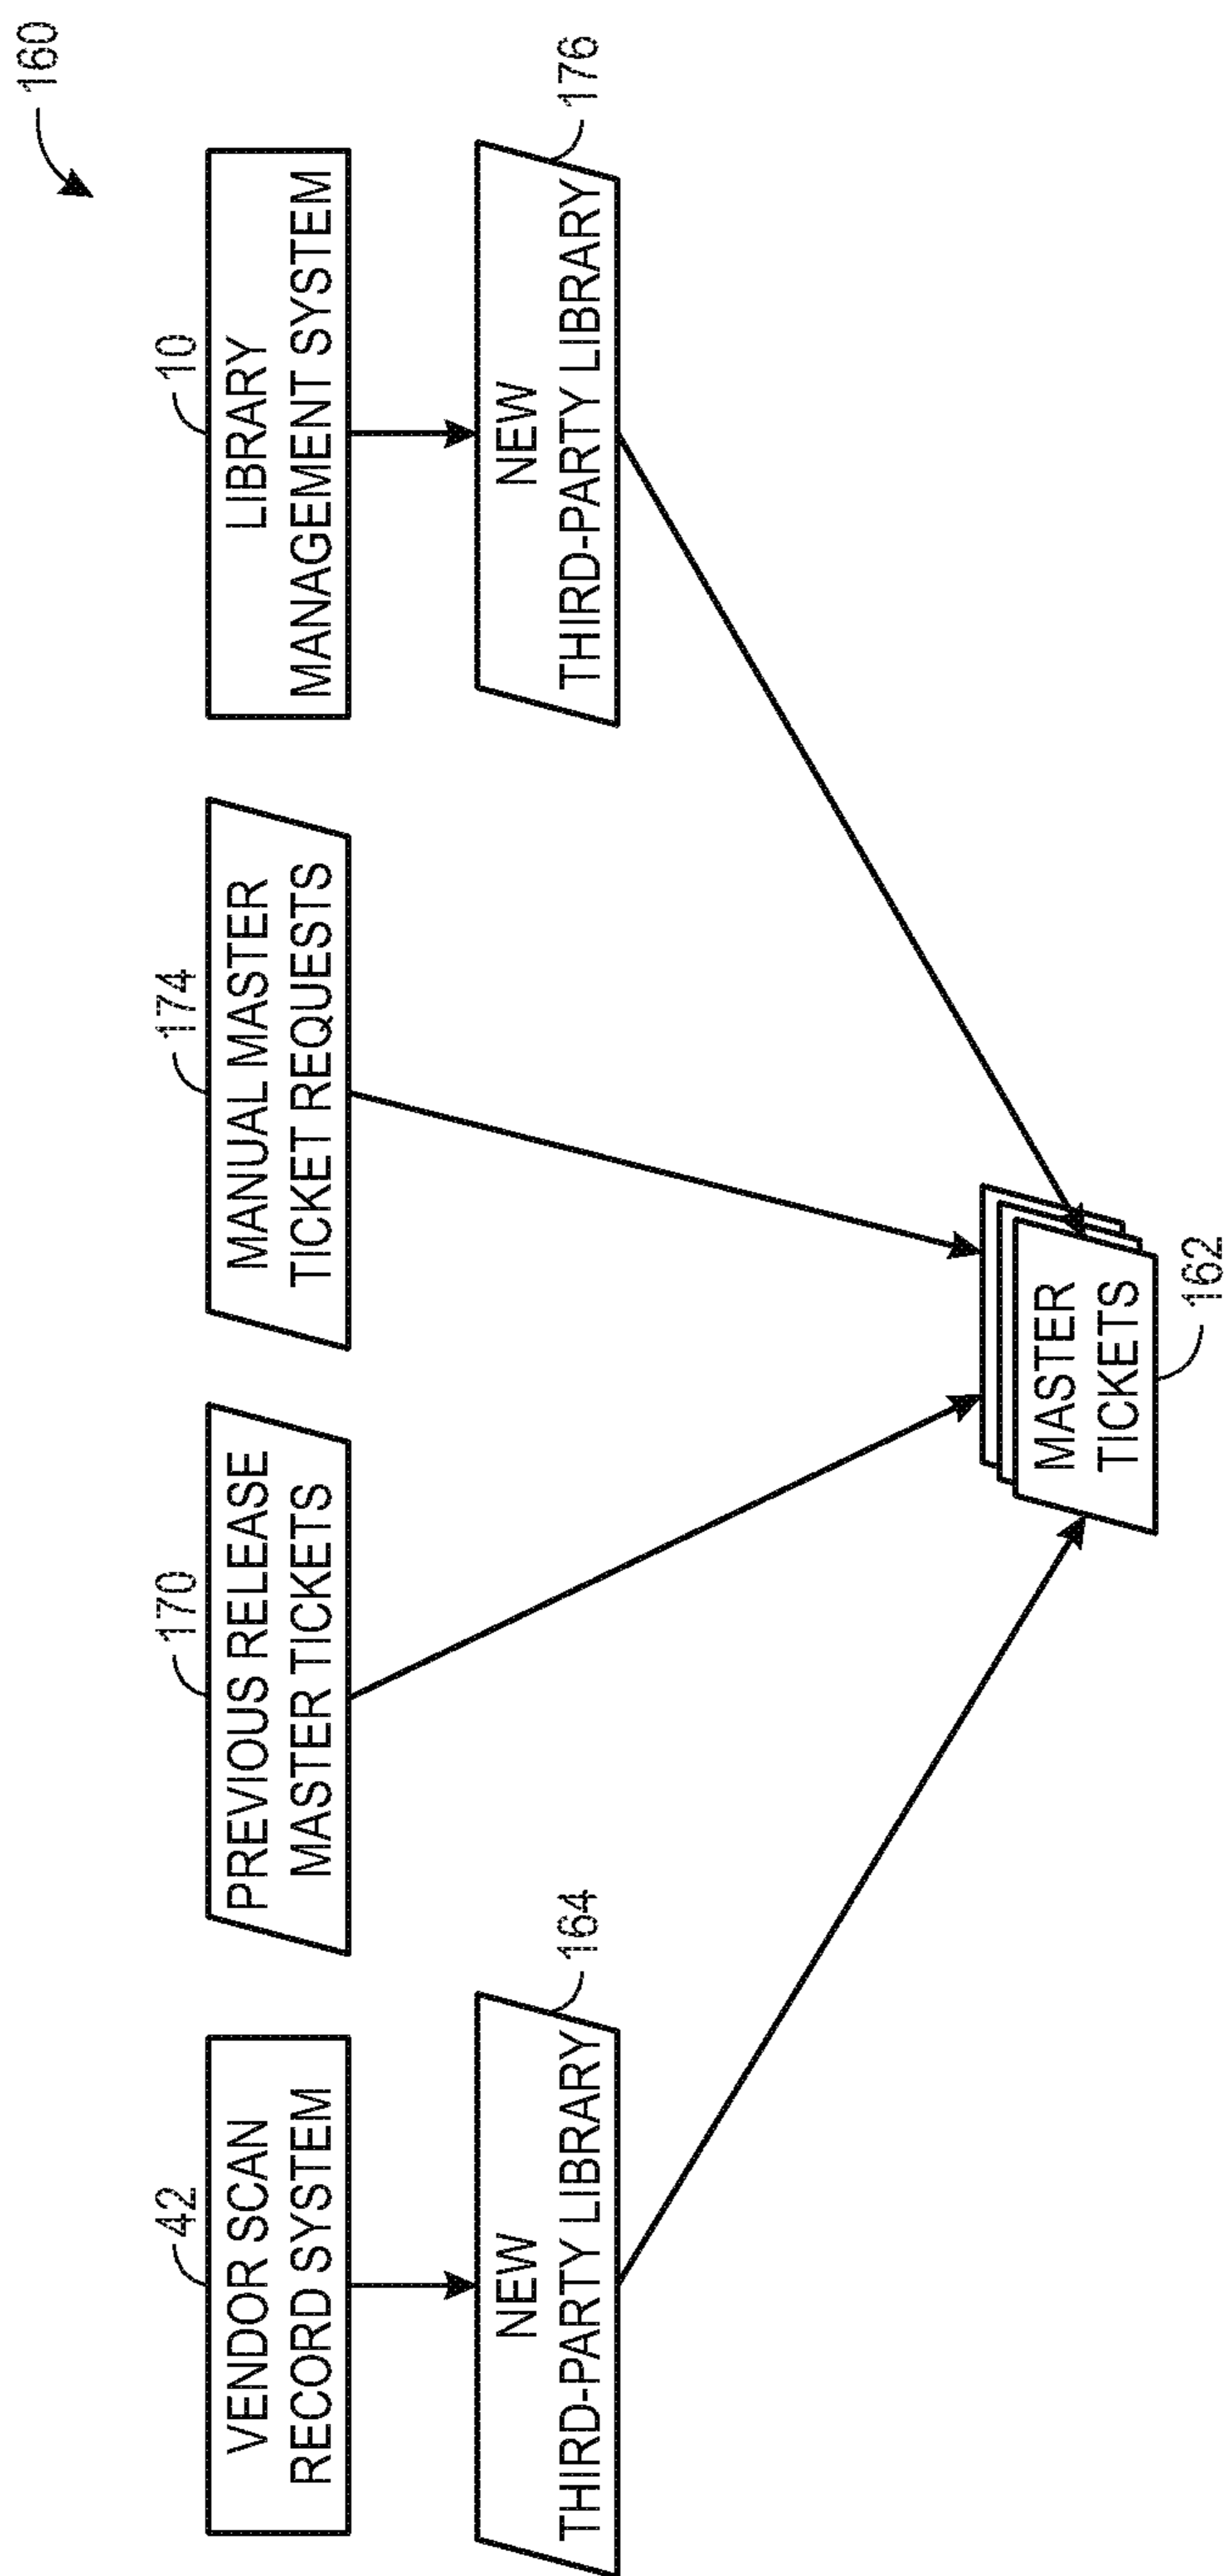 160
42
VENDOR SCAN
RECORD SYSTEM
170
PREVIOUS RELEASE
MASTER TICKETS
174
MANUAL MASTER
TICKET REQUESTS
10
LIBRARY
MANAGEMENT SYSTEM
164
NEW
THIRD-PARTY LIBRARY
176
NEW
THIRD-PARTY LIBRARY
MASTER
TICKETS
162